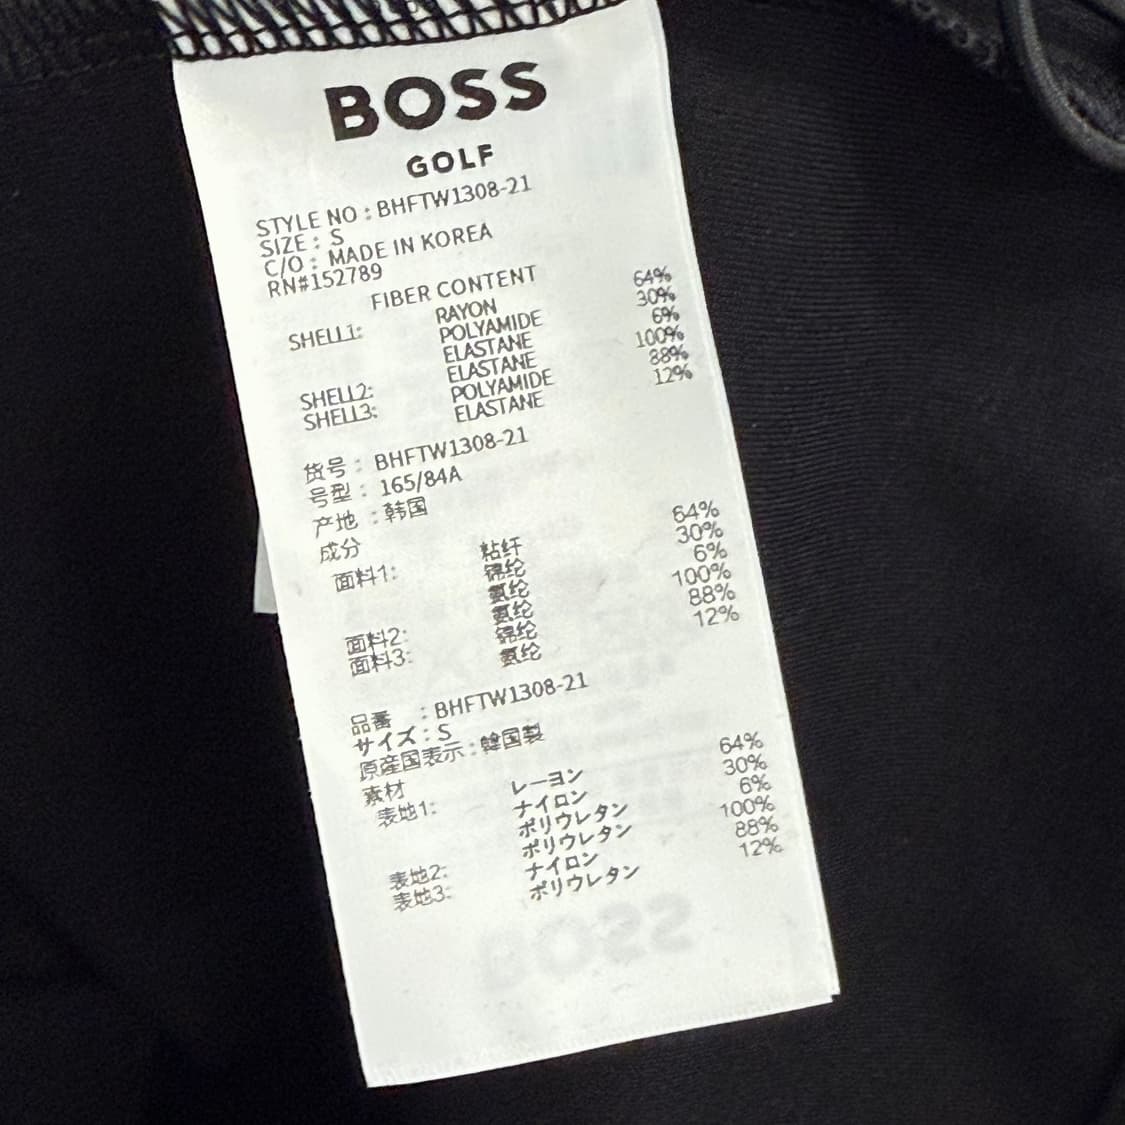 BOSS
GOLF
STYLE NO : BHFTW1308-21
SIZE : S
C/O : MADE IN KOREA
RN#152789
FIBER CONTENT
SHELL1: RAYON 64%
POLYAMIDE 30%
ELASTANE 6%
SHELL2: ELASTANE 100%
SHELL3: POLYAMIDE 88%
ELASTANE 12%
货号 : BHFTW1308-21
号型 : 165/84A
产地 : 韩国
成分
面料1: 粘纤 64%
锦纶 30%
氨纶 6%
面料2: 氨纶 100%
面料3: 锦纶 88%
氨纶 12%
品番 : BHFTW1308-21
サイズ : S
原産国表示 : 韓国製
素材
表地1: レーヨン 64%
ナイロン 30%
ポリウレタン 6%
表地2: ポリウレタン 100%
表地3: ナイロン 88%
ポリウレタン 12%